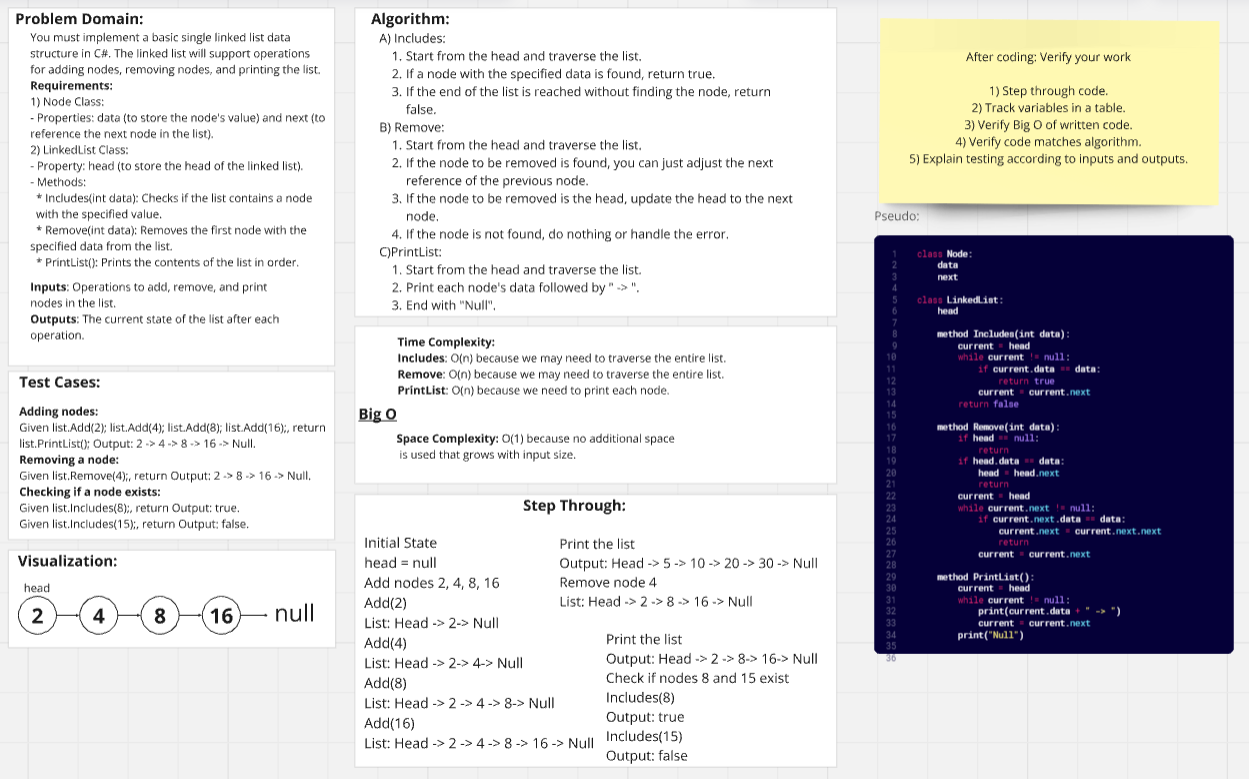 Problem Domain:
You must implement a basic single linked list data
structure in C#. The linked list will support operations
for adding nodes, removing nodes, and printing the list.
Requirements:
1) Node Class:
- Properties: data (to store the node's value) and next (to
reference the next node in the list).
2) LinkedList Class:
- Property: head (to store the head of the linked list).
- Methods:
* Includes(int data): Checks if the list contains a node
with the specified value.
* Remove(int data): Removes the first node with the
specified data from the list.
* PrintList(): Prints the contents of the list in order.
Inputs: Operations to add, remove, and print
nodes in the list.
Outputs: The current state of the list after each
operation.
Test Cases:
Adding nodes:
Given list.Add(2); list.Add(4); list.Add(8); list.Add(16);, return
list.PrintList(); Output: 2 -> 4 -> 8 -> 16 -> Null.
Removing a node:
Given list.Remove(4);, return Output: 2 -> 8 -> 16 -> Null.
Checking if a node exists:
Given list.Includes(8);, return Output: true.
Given list.Includes(15);, return Output: false.
Visualization:
head
2 4 8 16 null
Algorithm:
A) Includes:
1. Start from the head and traverse the list.
2. If a node with the specified data is found, return true.
3. If the end of the list is reached without finding the node, return
false.
B) Remove:
1. Start from the head and traverse the list.
2. If the node to be removed is found, you can just adjust the next
reference of the previous node.
3. If the node to be removed is the head, update the head to the next
node.
4. If the node is not found, do nothing or handle the error.
C)PrintList:
1. Start from the head and traverse the list.
2. Print each node's data followed by " -> ".
3. End with "Null".
Time Complexity:
Includes: O(n) because we may need to traverse the entire list.
Remove: O(n) because we may need to traverse the entire list.
PrintList: O(n) because we need to print each node.
Big O
Space Complexity: O(1) because no additional space
is used that grows with input size.
Step Through:
Initial State
head = null
Add nodes 2, 4, 8, 16
Add(2)
List: Head -> 2-> Null
Add(4)
List: Head -> 2-> 4-> Null
Add(8)
List: Head -> 2 -> 4 -> 8-> Null
Add(16)
List: Head -> 2 -> 4 -> 8 -> 16 -> Null
Print the list
Output: Head -> 5 -> 10 -> 20 -> 30 -> Null
Remove node 4
List: Head -> 2 -> 8 -> 16 -> Null
Print the list
Output: Head -> 2 -> 8-> 16-> Null
Check if nodes 8 and 15 exist
Includes(8)
Output: true
Includes(15)
Output: false
After coding: Verify your work
1) Step through code.
2) Track variables in a table.
3) Verify Big O of written code.
4) Verify code matches algorithm.
5) Explain testing according to inputs and outputs.
Pseudo:
1 class Node:
2 data
3 next
4
5 class LinkedList:
6 head
7
8 method Includes(int data):
9 current = head
10 while current != null:
11 if current.data == data:
12 return true
13 current = current.next
14 return false
15
16 method Remove(int data):
17 if head == null:
18 return
19 if head.data == data:
20 head = head.next
21 return
22 current = head
23 while current.next != null:
24 if current.next.data == data:
25 current.next = current.next.next
26 return
27 current = current.next
28
29 method PrintList():
30 current = head
31 while current != null:
32 print(current.data + " -> ")
33 current = current.next
34 print("Null")
35
36